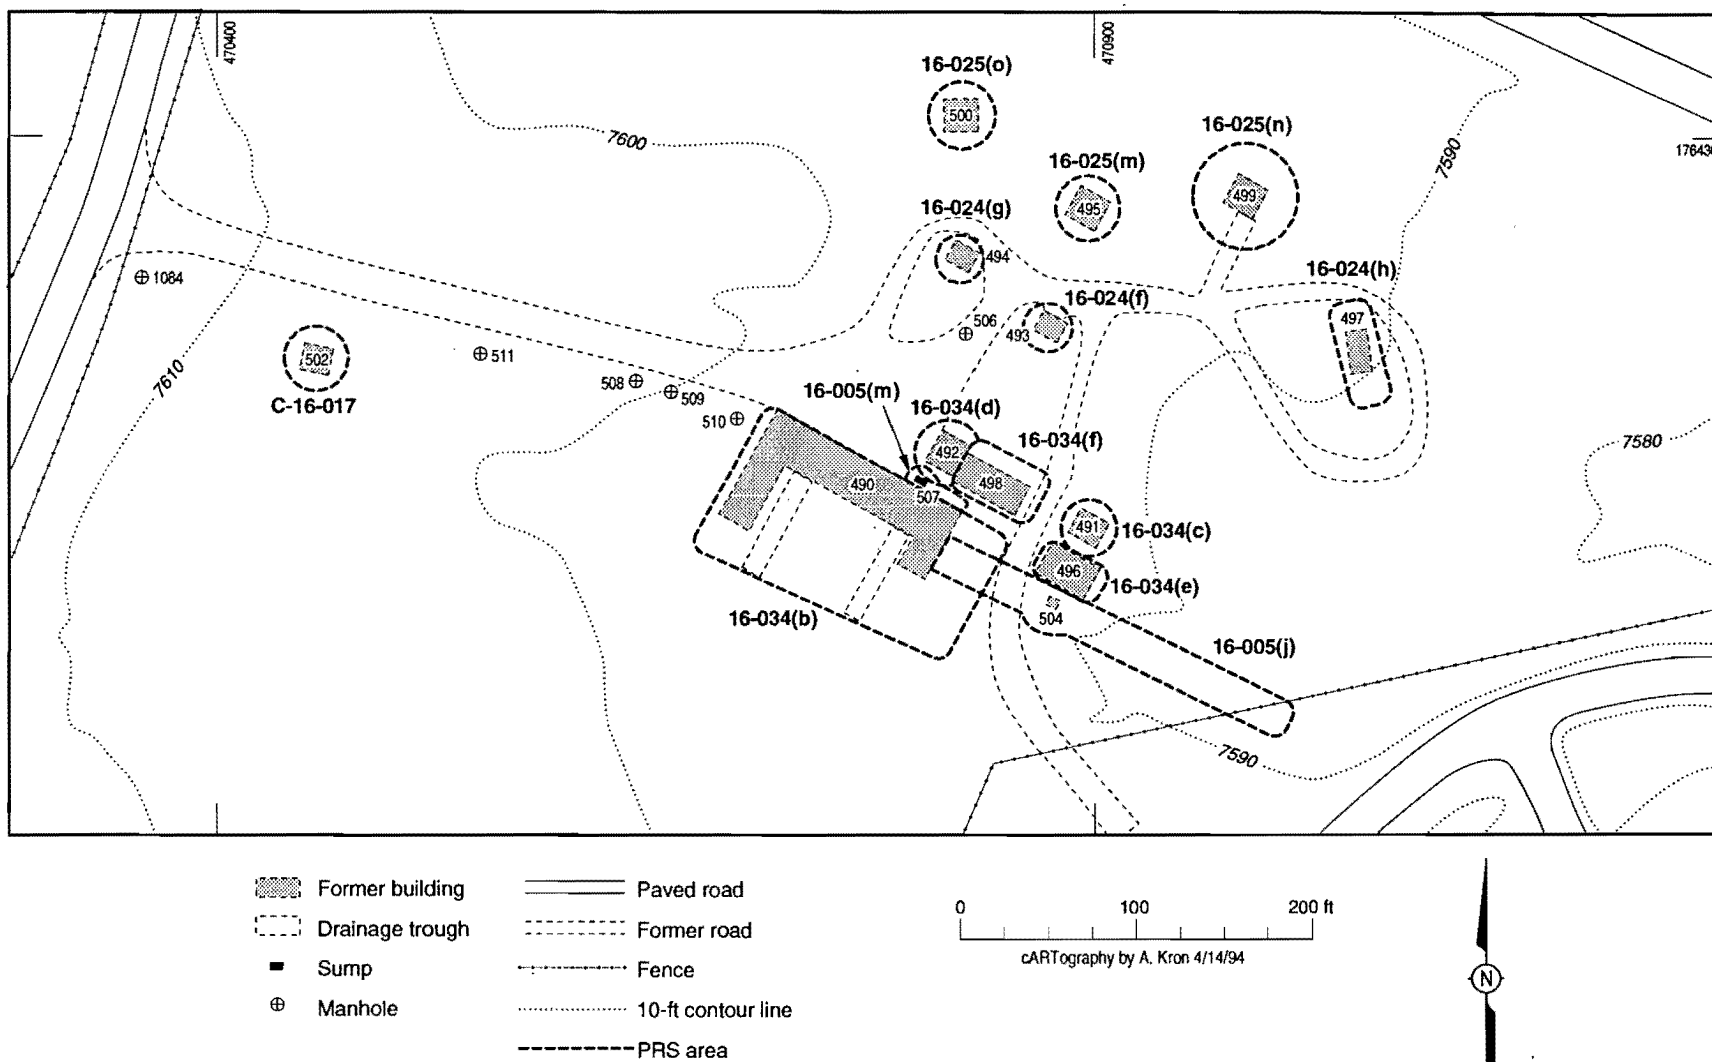 470400
470900
16-025(o)
500
16-025(n)
7600
16-025(m)
7590
176430
499
495
16-024(g)
494
16-024(h)
1084
16-024(f)
506
493
497
502
511
7610
508
509
C-16-017
16-005(m)
16-034(d)
510
16-034(f)
7580
492
490
498
507
491
16-034(c)
496
16-034(e)
504
16-034(b)
16-005(j)
7590
Former building
Paved road
Drainage trough
Former road
Sump
Fence
Manhole
10-ft contour line
PRS area
0 100 200 ft
cARTography by A. Kron 4/14/94
N